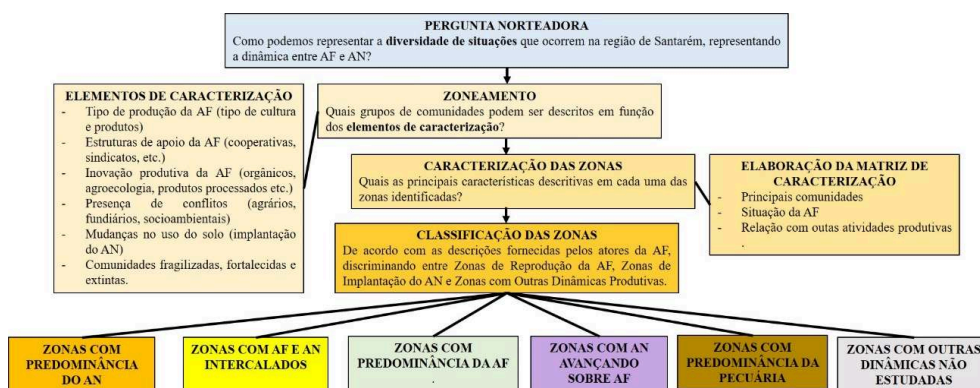 PERGUNTA NORTEADORA
Como podemos representar a diversidade de situações que ocorrem na região de Santarém, representando
a dinâmica entre AF e AN?
ELEMENTOS DE CARACTERIZAÇÃO
- Tipo de produção da AF (tipo de cultura
e produtos)
- Estruturas de apoio da AF (cooperativas,
sindicatos, etc.)
- Inovação produtiva da AF (orgânicos,
agroecologia, produtos processados etc.)
- Presença de conflitos (agrários,
fundiários, socioambientais)
- Mudanças no uso do solo (implantação
do AN)
- Comunidades fragilizadas, fortalecidas e
extintas.
ZONEAMENTO
Quais grupos de comunidades podem ser descritos em função
dos elementos de caracterização?
CARACTERIZAÇÃO DAS ZONAS
Quais as principais características descritivas em cada uma das
zonas identificadas?
ELABORAÇÃO DA MATRIZ DE
CARACTERIZAÇÃO
- Principais comunidades
- Situação da AF
- Relação com outas atividades produtivas
.
CLASSIFICAÇÃO DAS ZONAS
De acordo com as descrições fornecidas pelos atores da AF,
discriminando entre Zonas de Reprodução da AF, Zonas de
Implantação do AN e Zonas com Outras Dinâmicas Produtivas.
ZONAS COM
PREDOMINÂNCIA
DO AN
ZONAS COM AF E AN
INTERCALADOS
ZONAS COM
PREDOMINÂNCIA DA AF
.
ZONAS COM AN
AVANÇANDO
SOBRE AF
ZONAS COM
PREDOMINÂNCIA DA
PECUÁRIA
ZONAS COM OUTRAS
DINÂMICAS NÃO
ESTUDADAS